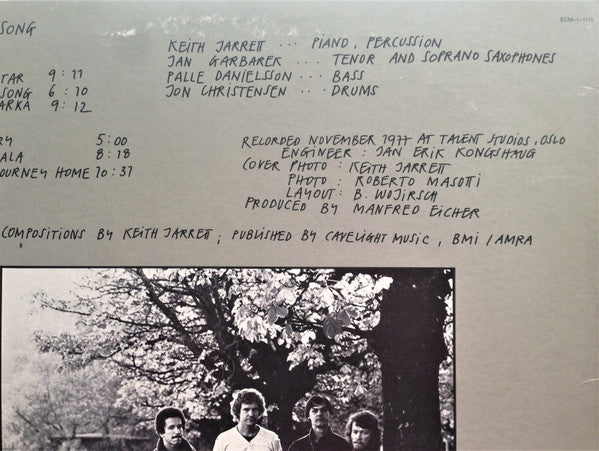 ECM-1-1115
SONG
KEITH JARRETT ... PIANO, PERCUSSION
JAN GARBAREK ... TENOR AND SOPRANO SAXOPHONES
PALLE DANIELSSON .. BASS
JON CHRISTENSEN .. DRUMS
TAR 9:11
SONG 6:10
ARKA 9:12
RY 5:00
ALA 8:18
OURNEY HOME 10:37
RECORDED NOVEMBER 1977 AT TALENT STUDIOS, OSLO
ENGINEER: JAN ERIK KONGSHAUG
COVER PHOTO: KEITH JARRETT
PHOTO: ROBERTO MASOTTI
LAYOUT: B. WOJIRSCH
PRODUCED BY MANFRED EICHER
COMPOSITIONS BY KEITH JARRETT; PUBLISHED BY CAVELIGHT MUSIC, BMI / AMRA